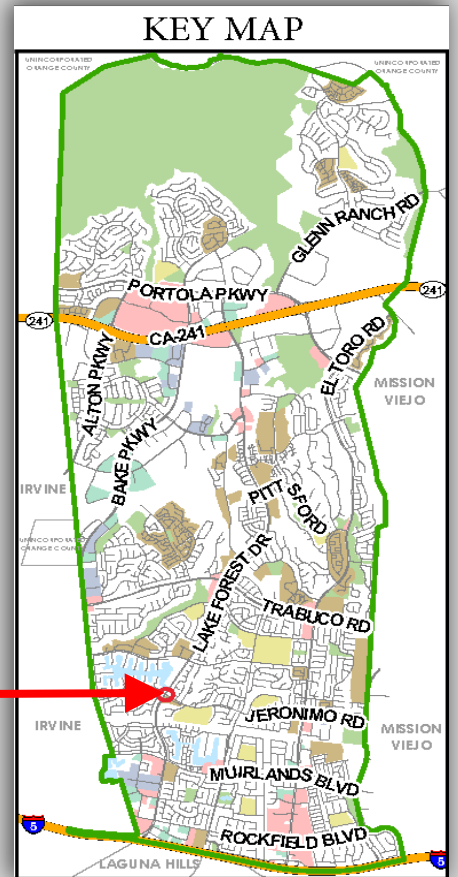 KEY MAP
UNINCORPORATED
ORANGE COUNTY
UNINCORPORATED
ORANGE COUNTY
GLENN RANCH RD
PORTOLA PKWY
241
241
CA-241
EL TORO RD
ALTON PKWY
MISSION
VIEJO
BAKE PKWY
IRVINE
PITTSFORD
UNINCORPORATED
ORANGE COUNTY
LAKE FOREST DR
TRABUCO RD
JERONIMO RD
IRVINE
MISSION
VIEJO
MUIRLANDS BLVD
ROCKFIELD BLVD
5
5
LAGUNA HILLS